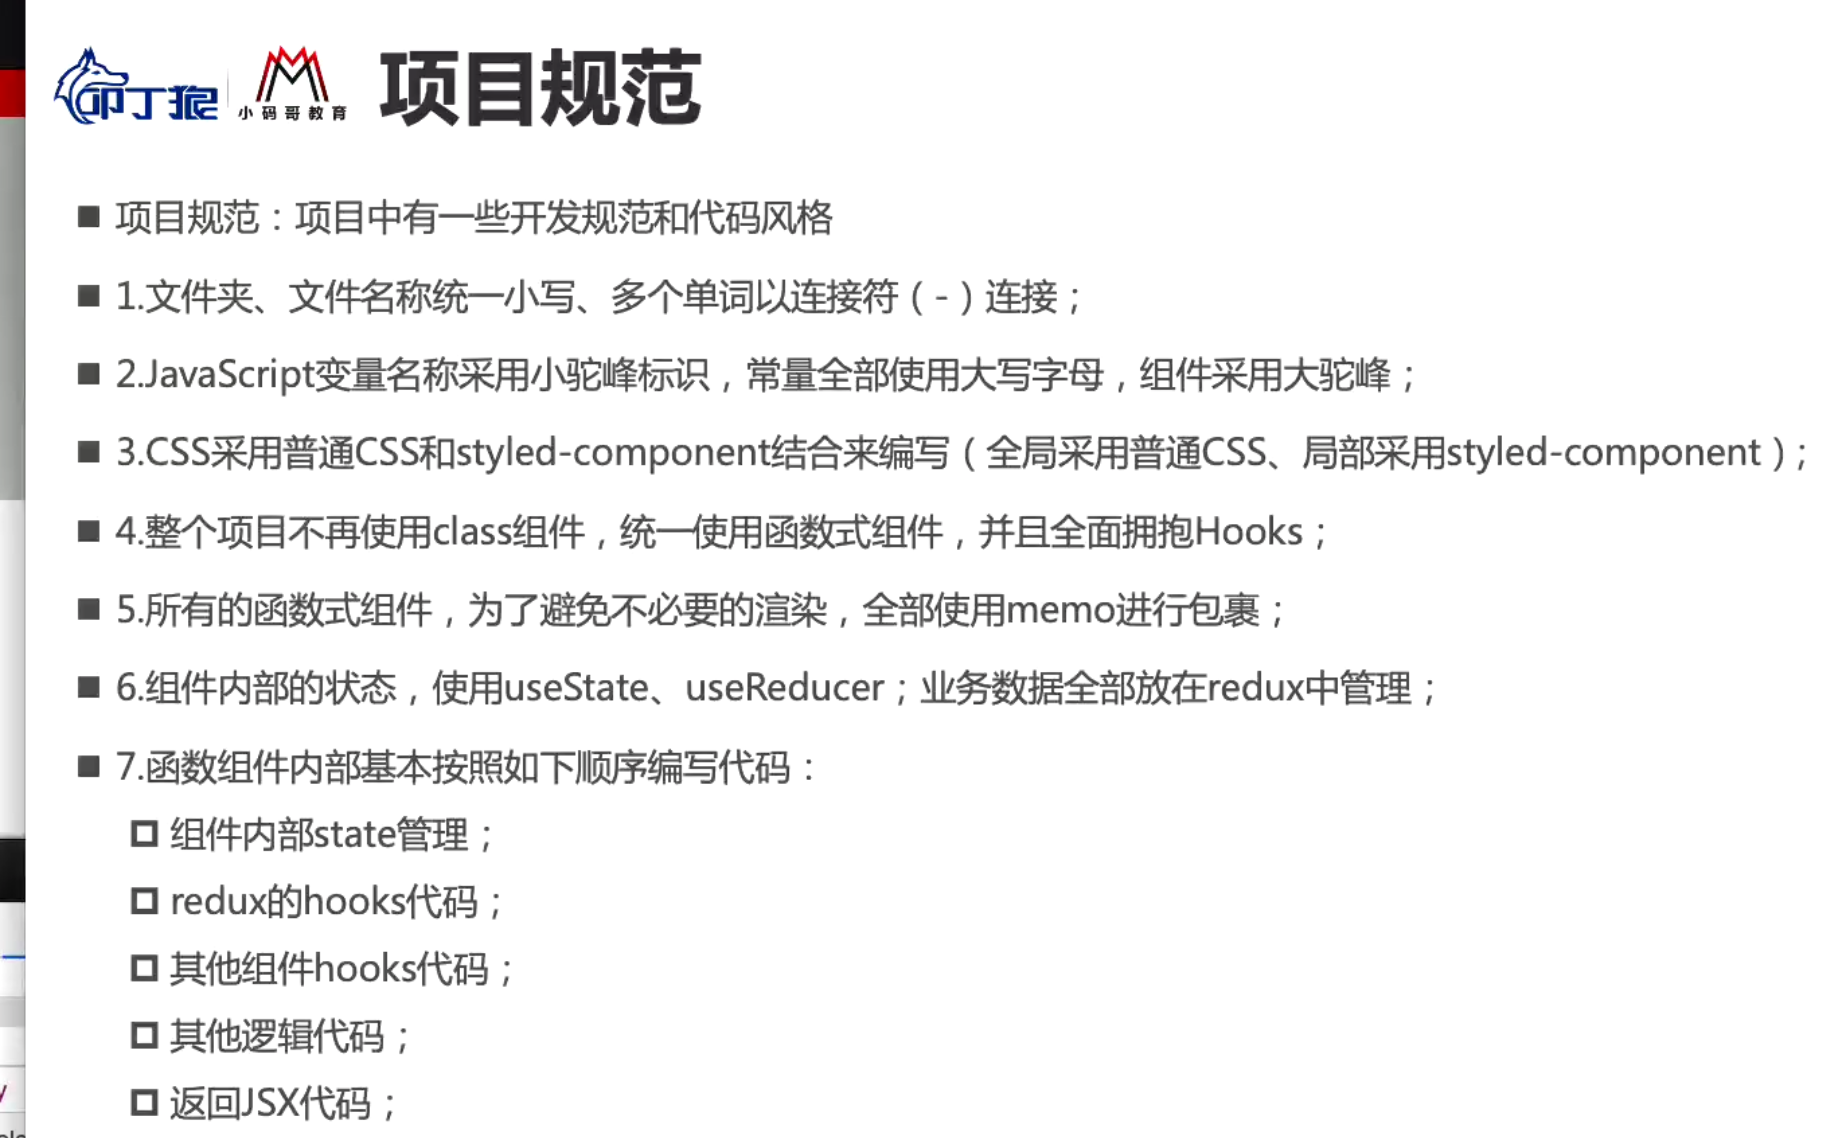 叩丁狼
小码哥教育
项目规范
项目规范：项目中有一些开发规范和代码风格
1.文件夹、文件名称统一小写、多个单词以连接符（-）连接；
2.JavaScript变量名称采用小驼峰标识，常量全部使用大写字母，组件采用大驼峰；
3.CSS采用普通CSS和styled-component结合来编写（全局采用普通CSS、局部采用styled-component）；
4.整个项目不再使用class组件，统一使用函数式组件，并且全面拥抱Hooks；
5.所有的函数式组件，为了避免不必要的渲染，全部使用memo进行包裹；
6.组件内部的状态，使用useState、useReducer；业务数据全部放在redux中管理；
7.函数组件内部基本按照如下顺序编写代码：
组件内部state管理；
redux的hooks代码；
其他组件hooks代码；
其他逻辑代码；
返回JSX代码；